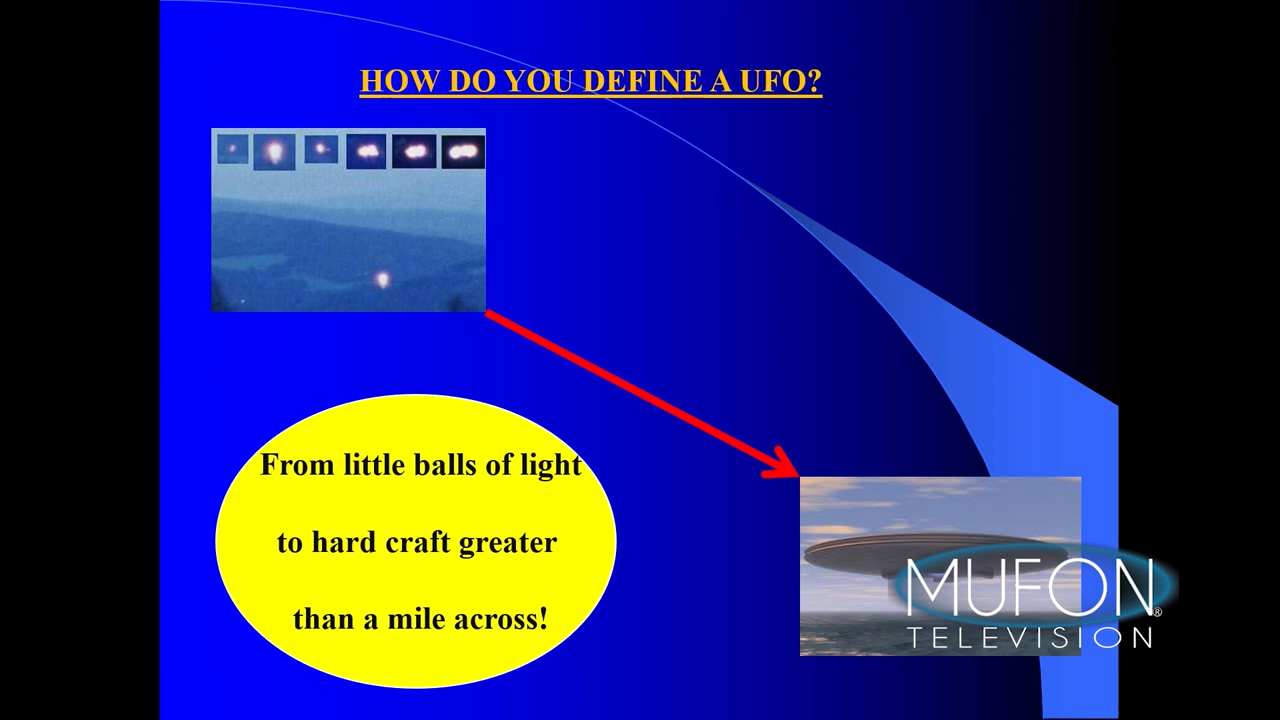 HOW DO YOU DEFINE A UFO?
From little balls of light
to hard craft greater
than a mile across!
MUFON®
TELEVISION